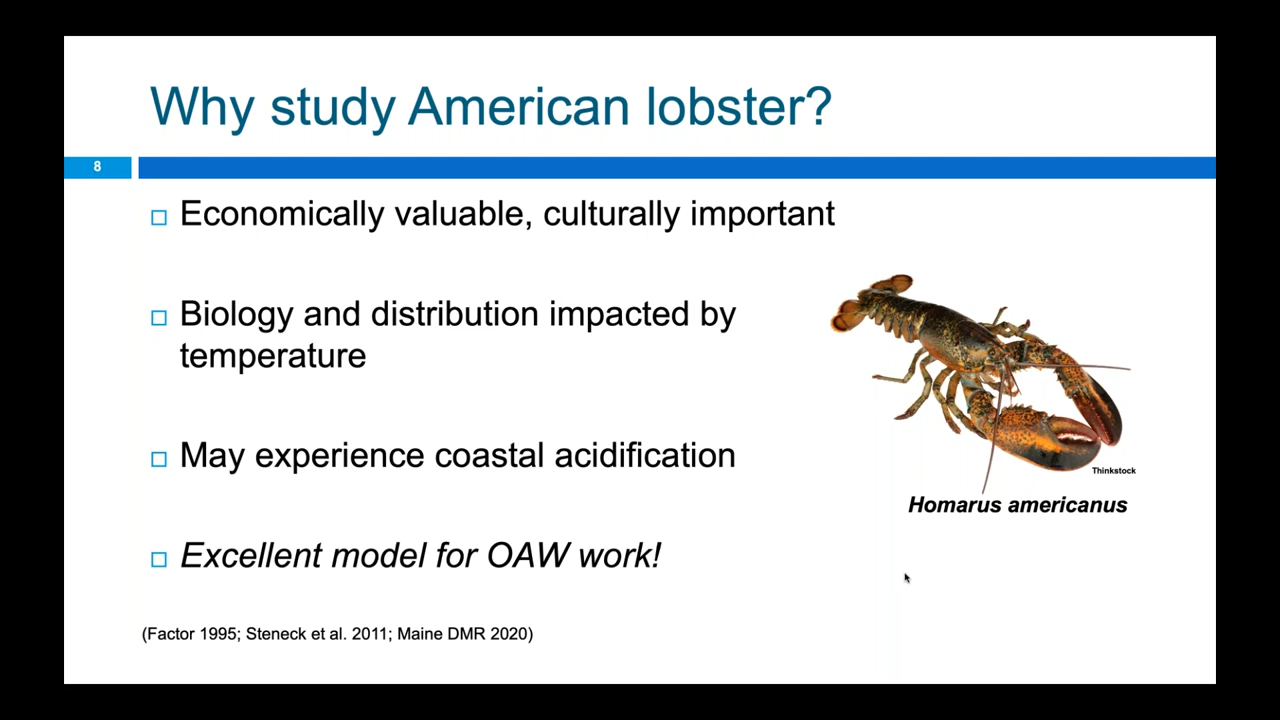 Why study American lobster?
8
Economically valuable, culturally important
Biology and distribution impacted by
temperature
May experience coastal acidification
Excellent model for OAW work!
Thinkstock
Homarus americanus
(Factor 1995; Steneck et al. 2011; Maine DMR 2020)